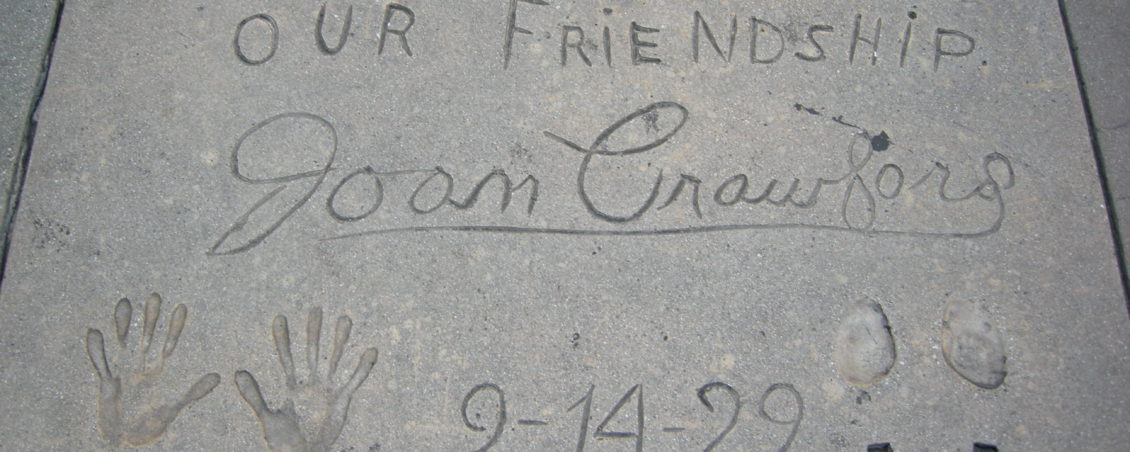 OUR FRIENDSHIP
Joan Crawford
9-14-29